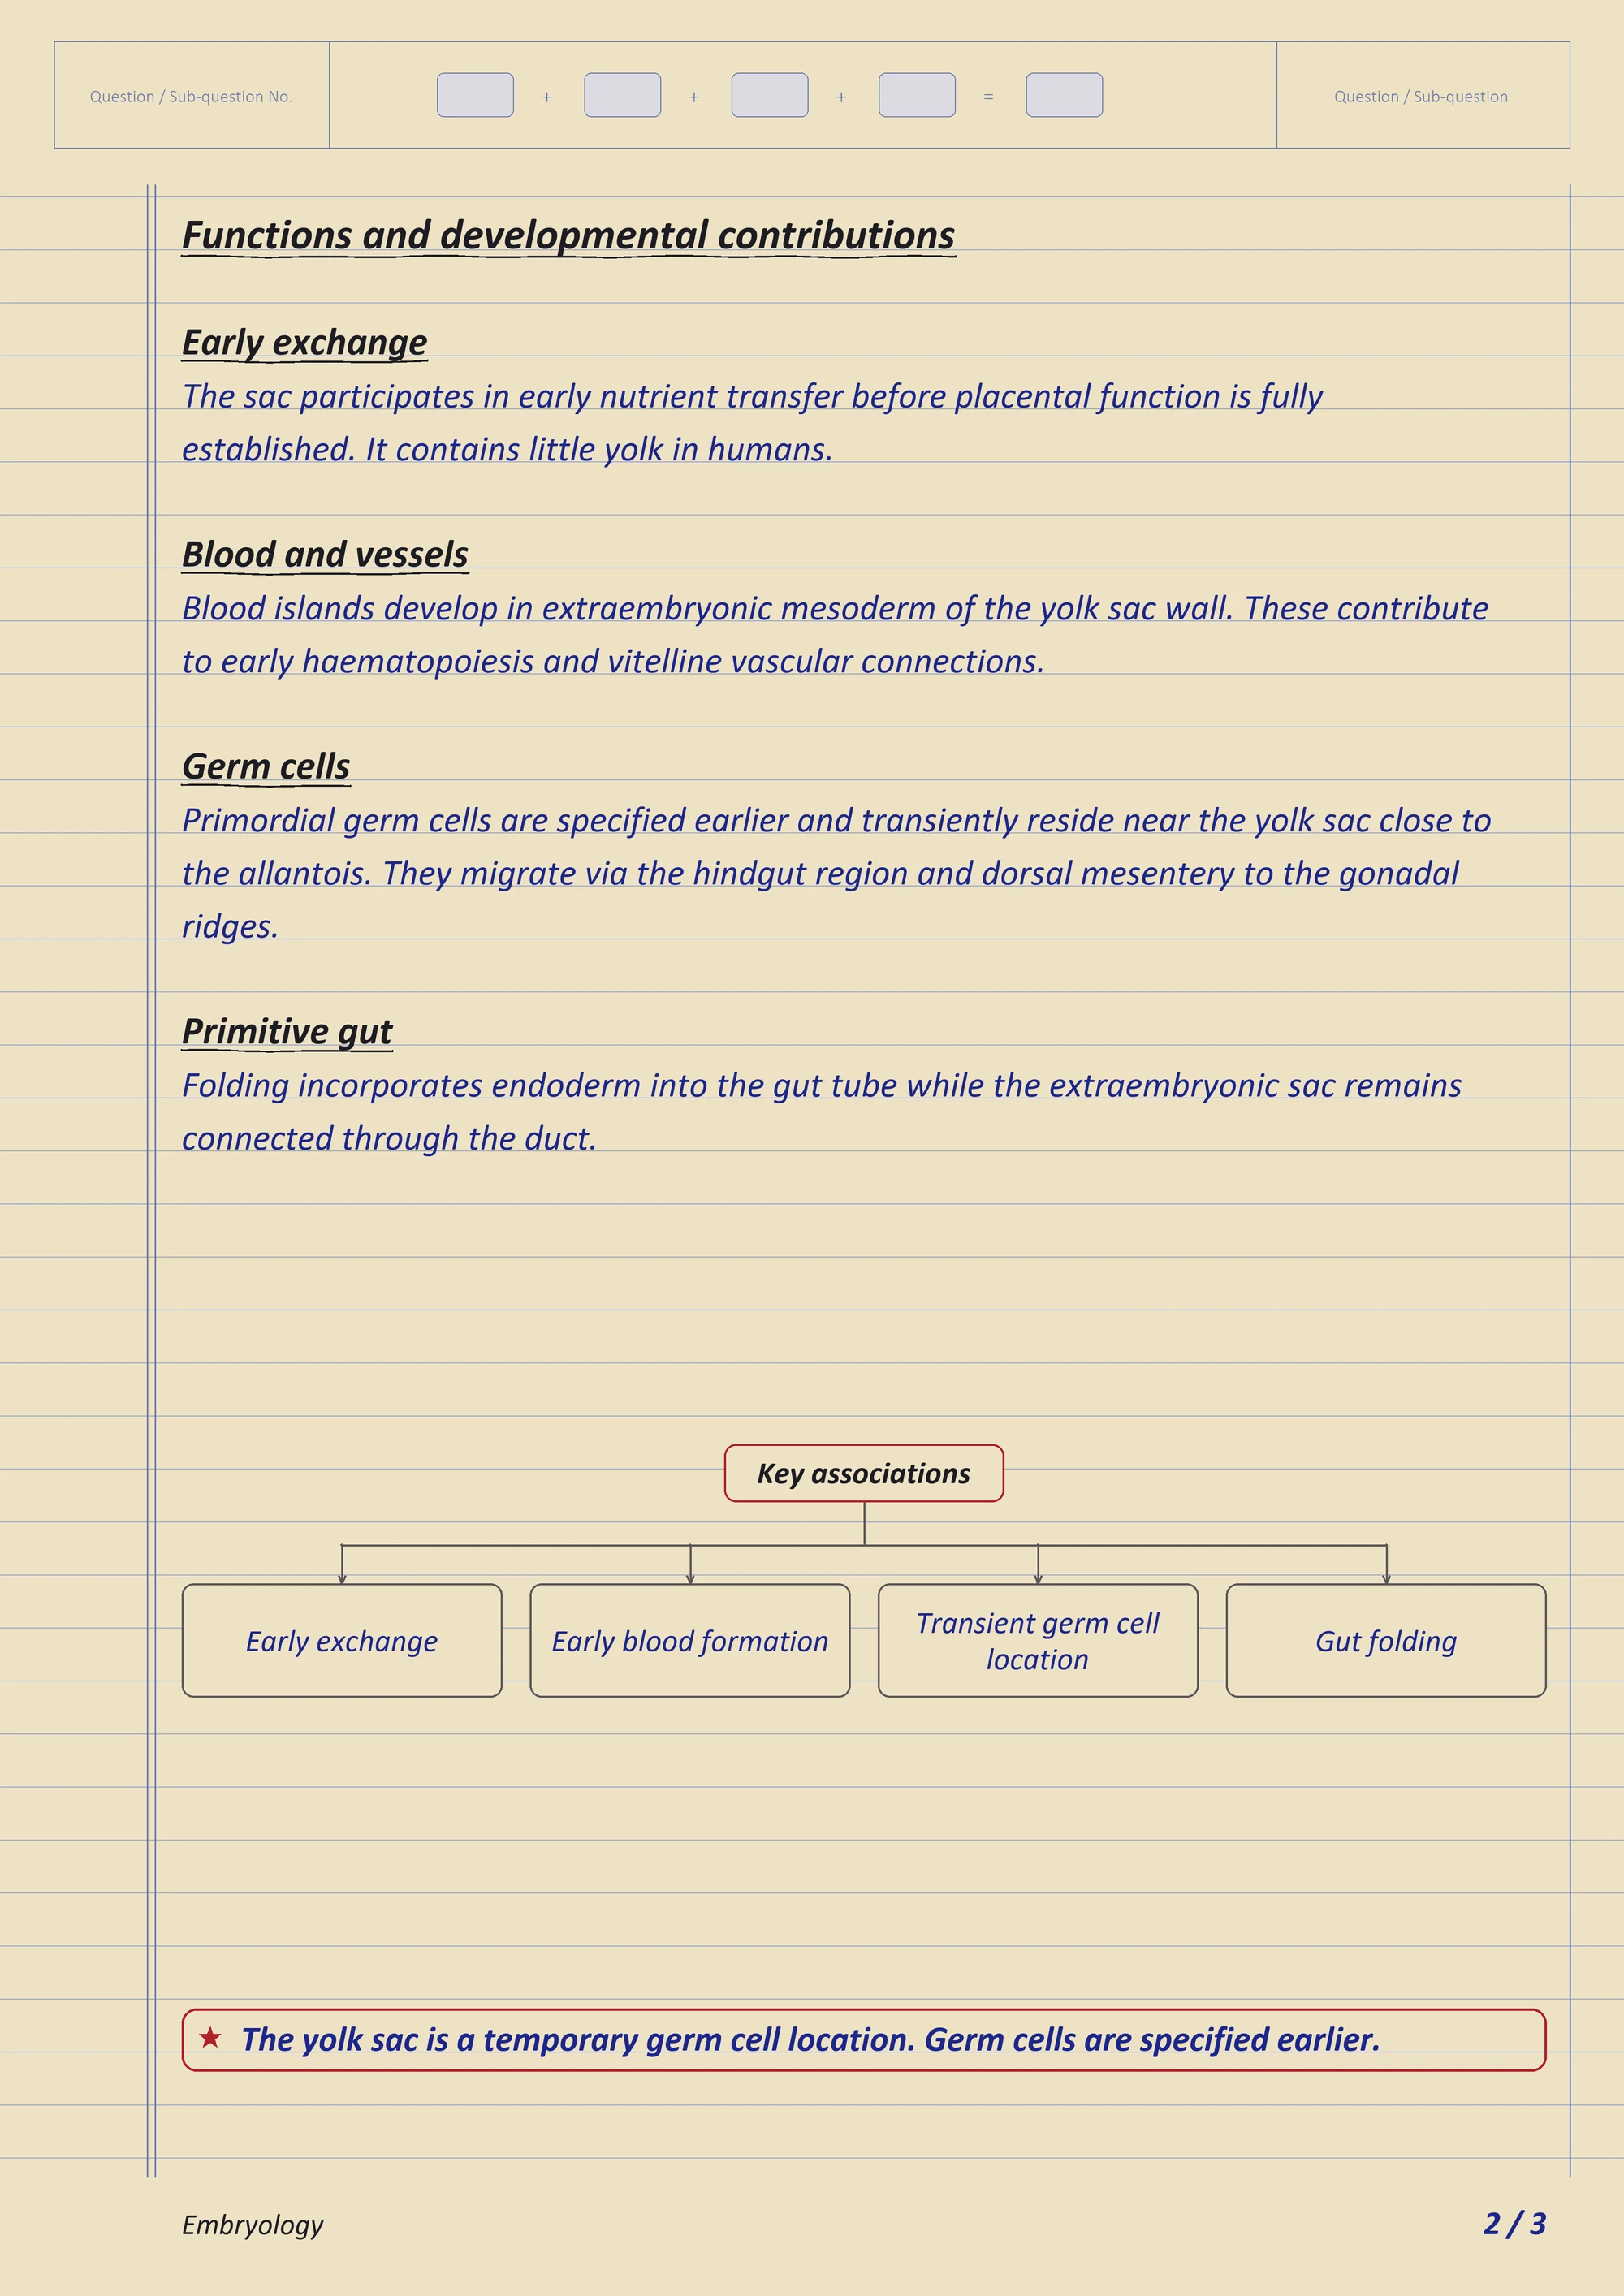 Question / Sub-question No.
+ + + =
Question / Sub-question
Functions and developmental contributions
Early exchange
The sac participates in early nutrient transfer before placental function is fully
established. It contains little yolk in humans.
Blood and vessels
Blood islands develop in extraembryonic mesoderm of the yolk sac wall. These contribute
to early haematopoiesis and vitelline vascular connections.
Germ cells
Primordial germ cells are specified earlier and transiently reside near the yolk sac close to
the allantois. They migrate via the hindgut region and dorsal mesentery to the gonadal
ridges.
Primitive gut
Folding incorporates endoderm into the gut tube while the extraembryonic sac remains
connected through the duct.
Key associations
Early exchange
Early blood formation
Transient germ cell
location
Gut folding
★ The yolk sac is a temporary germ cell location. Germ cells are specified earlier.
Embryology
2 / 3